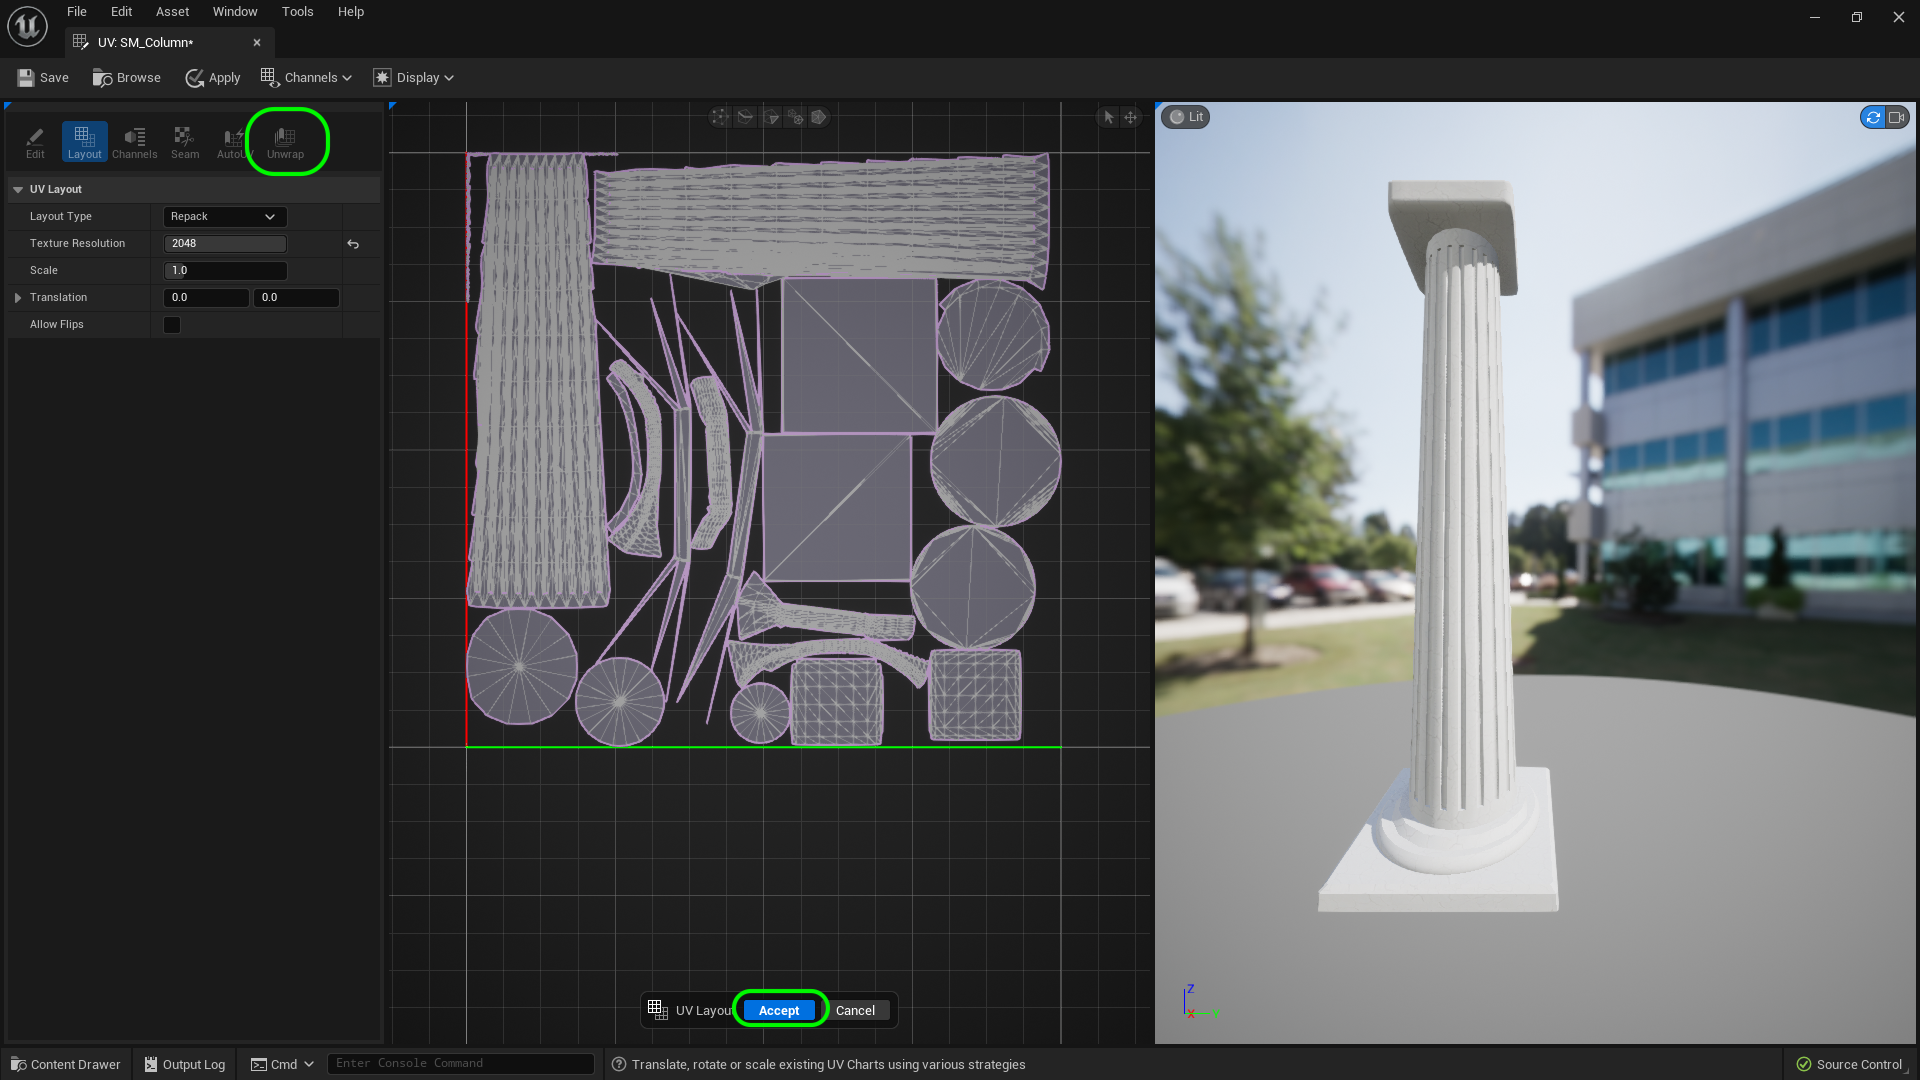 File Edit Asset Window Tools Help
UV: SM_Column*
Save Browse Apply Channels Display
Edit Layout Channels Seam AutoUV Unwrap
Lit
UV Layout
Layout Type Repack
Texture Resolution 2048
Scale 1.0
Translation 0.0 0.0
Allow Flips
Z
X Y
UV Layou Accept Cancel
Content Drawer Output Log Cmd Enter Console Command Translate, rotate or scale existing UV Charts using various strategies Source Control